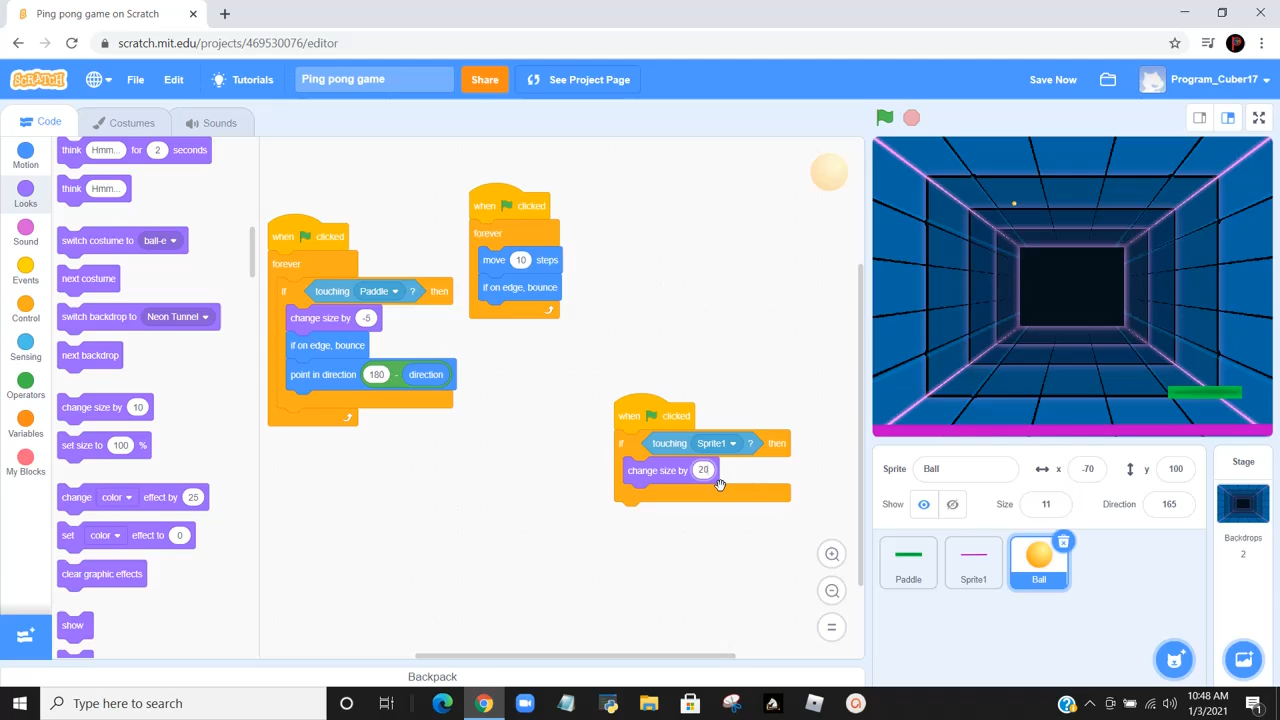 Ping pong game on Scratch
scratch.mit.edu/projects/469530076/editor
SCRATCH
File
Edit
Tutorials
Ping pong game
Share
See Project Page
Save Now
Program_Cuber17
Code
Costumes
Sounds
Motion
Looks
Sound
Events
Control
Sensing
Operators
Variables
My Blocks
think Hmm... for 2 seconds
think Hmm...
switch costume to ball-e
next costume
switch backdrop to Neon Tunnel
next backdrop
change size by 10
set size to 100 %
change color effect by 25
set color effect to 0
clear graphic effects
show
when clicked
forever
if touching Paddle ? then
change size by -5
if on edge, bounce
point in direction 180 - direction
when clicked
forever
move 10 steps
if on edge, bounce
when clicked
if touching Sprite1 ? then
change size by 20
Backpack
Sprite Ball x -70 y 100
Show Size 11 Direction 165
Paddle
Sprite1
Ball
Stage
Backdrops
2
Type here to search
10:48 AM
1/3/2021